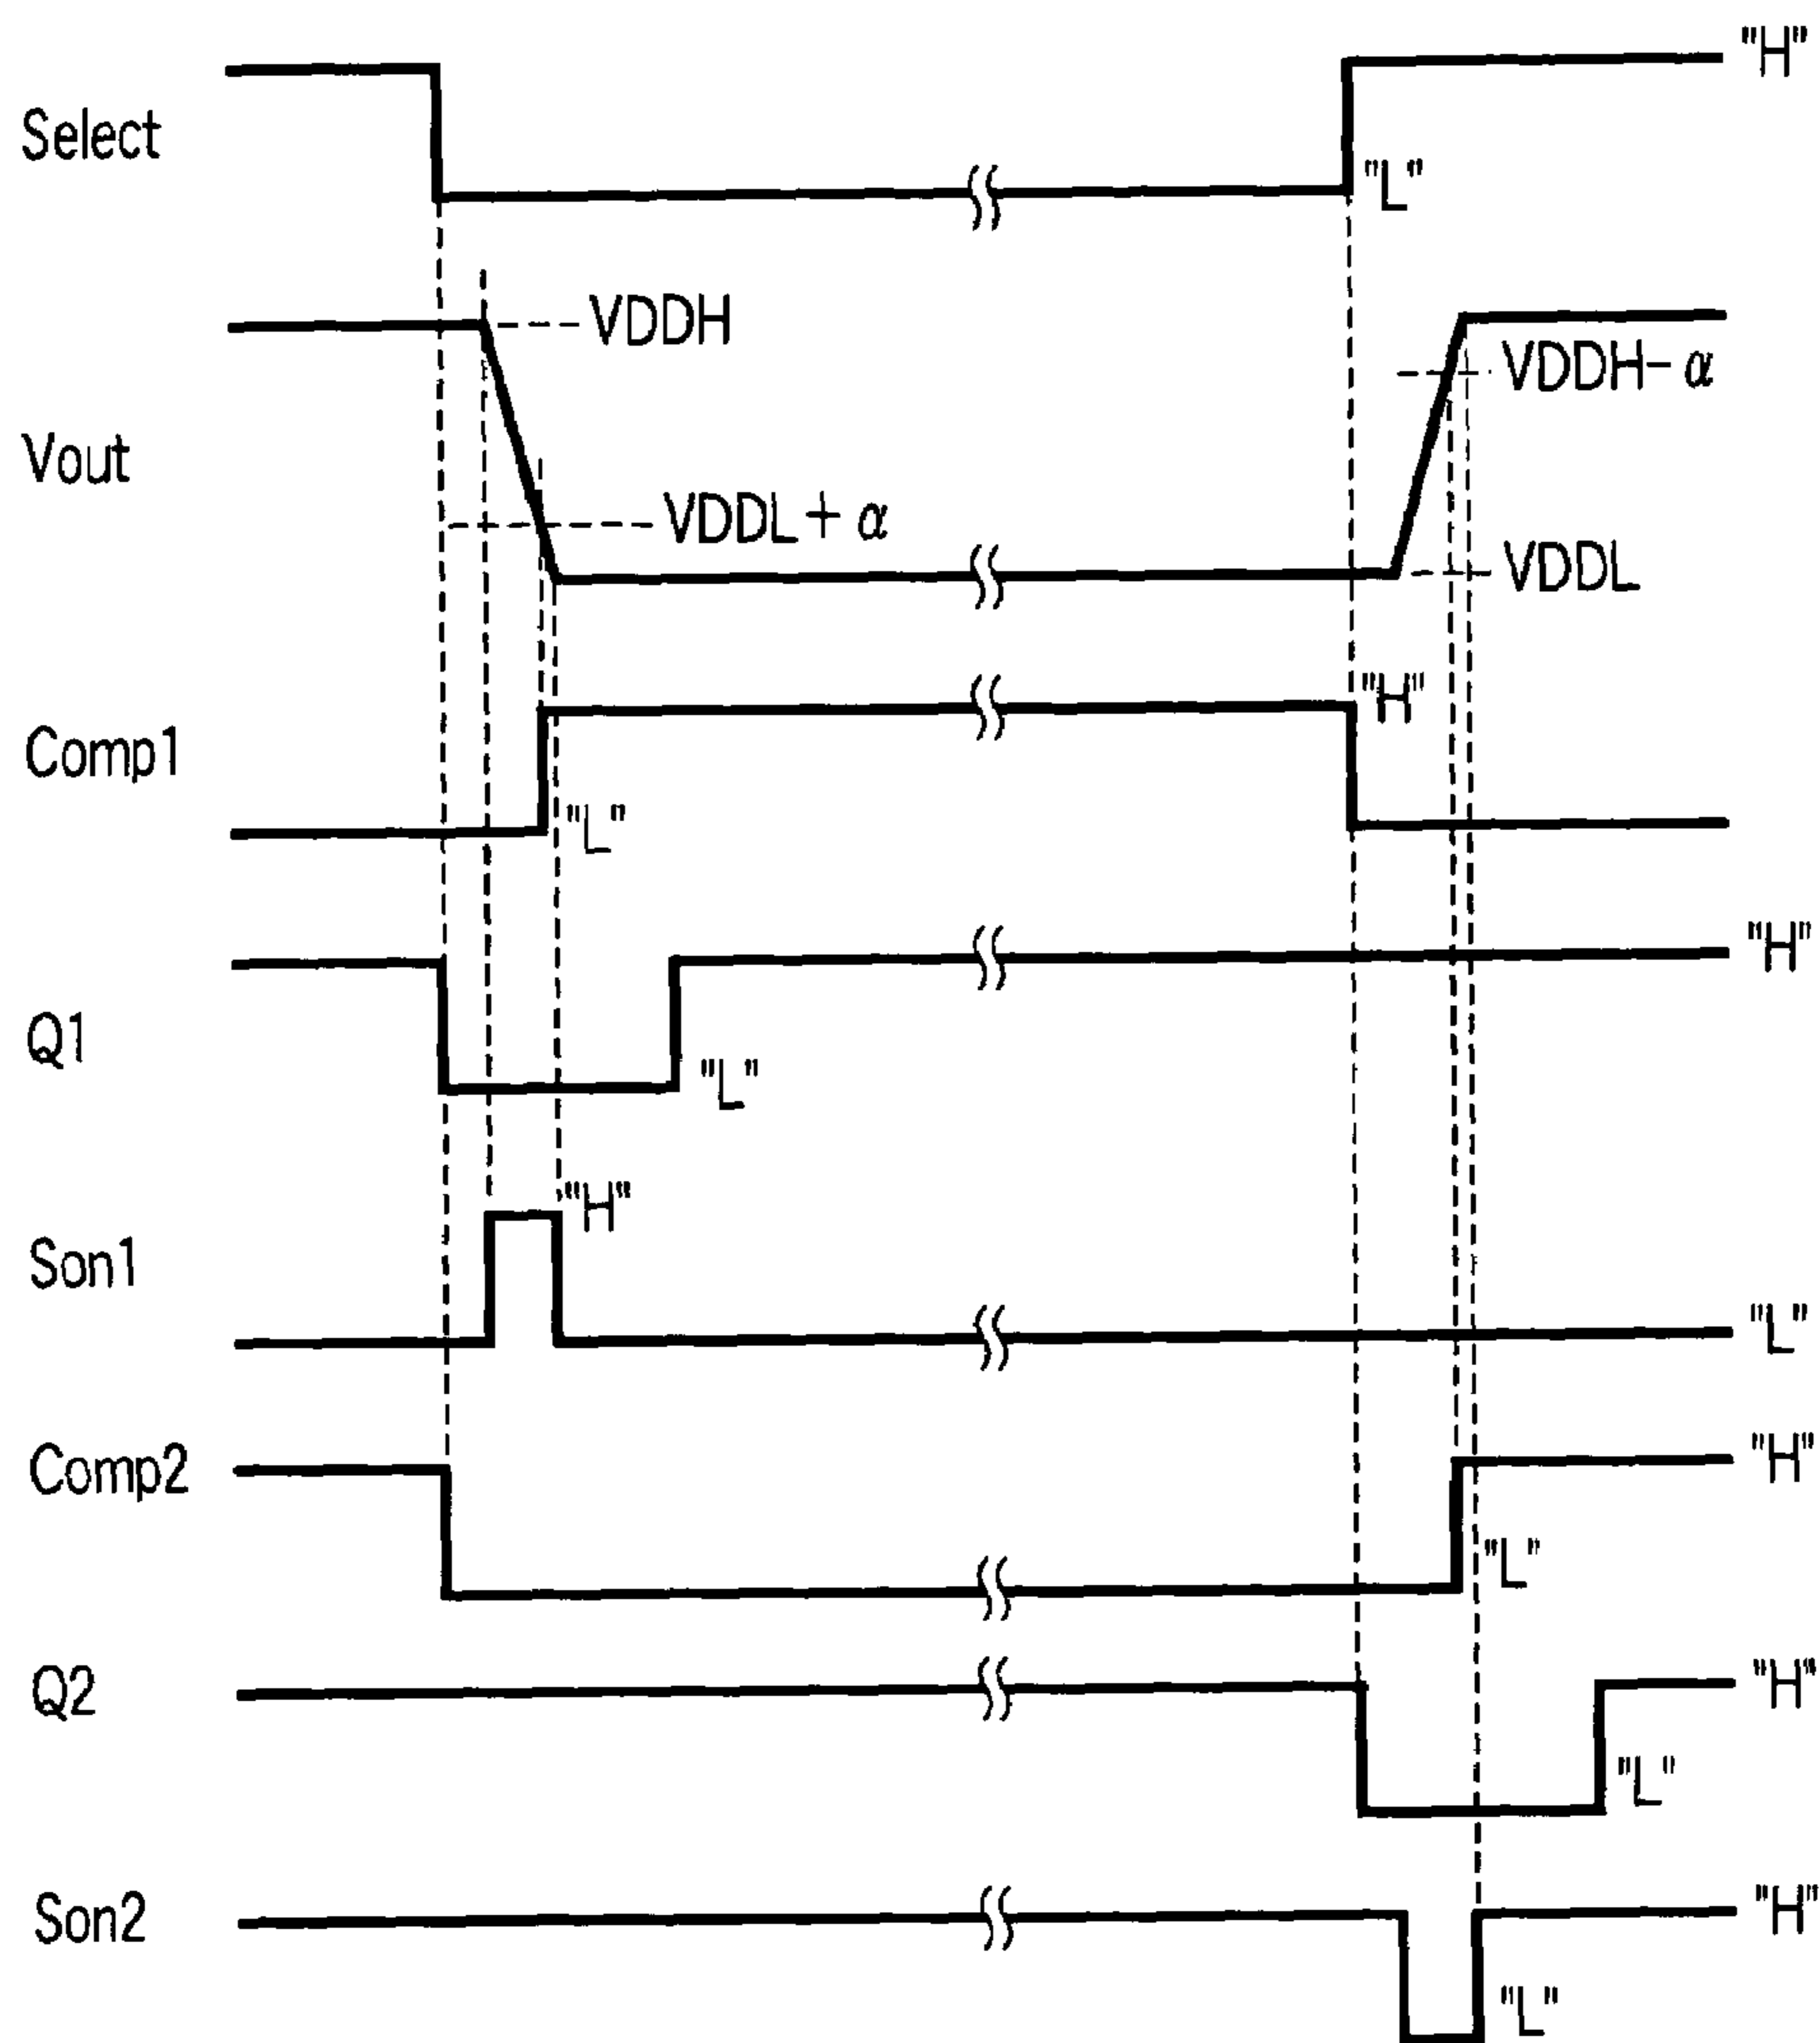 "H"
Select
"L"
VDDH
VDDH-α
Vout
VDDL+α
VDDL
"H"
Comp1
"L"
"H"
Q1
"L"
"H"
Son1
"L"
Comp2
"H"
"L"
Q2
"H"
"L"
Son2
"H"
"L"